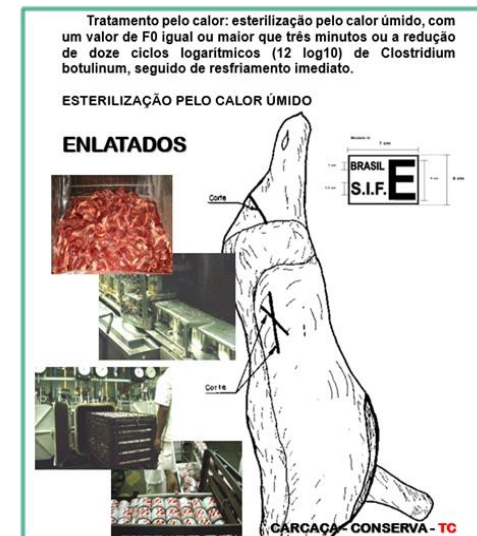 Tratamento pelo calor: esterilização pelo calor úmido, com
um valor de F0 igual ou maior que três minutos ou a redução
de doze ciclos logarítmicos (12 log10) de Clostridium
botulinum, seguido de resfriamento imediato.
ESTERILIZAÇÃO PELO CALOR ÚMIDO
ENLATADOS
7 cm
BRASIL
S.I.F.
E
Corte
Corte
CARCAÇA - CONSERVA - TC